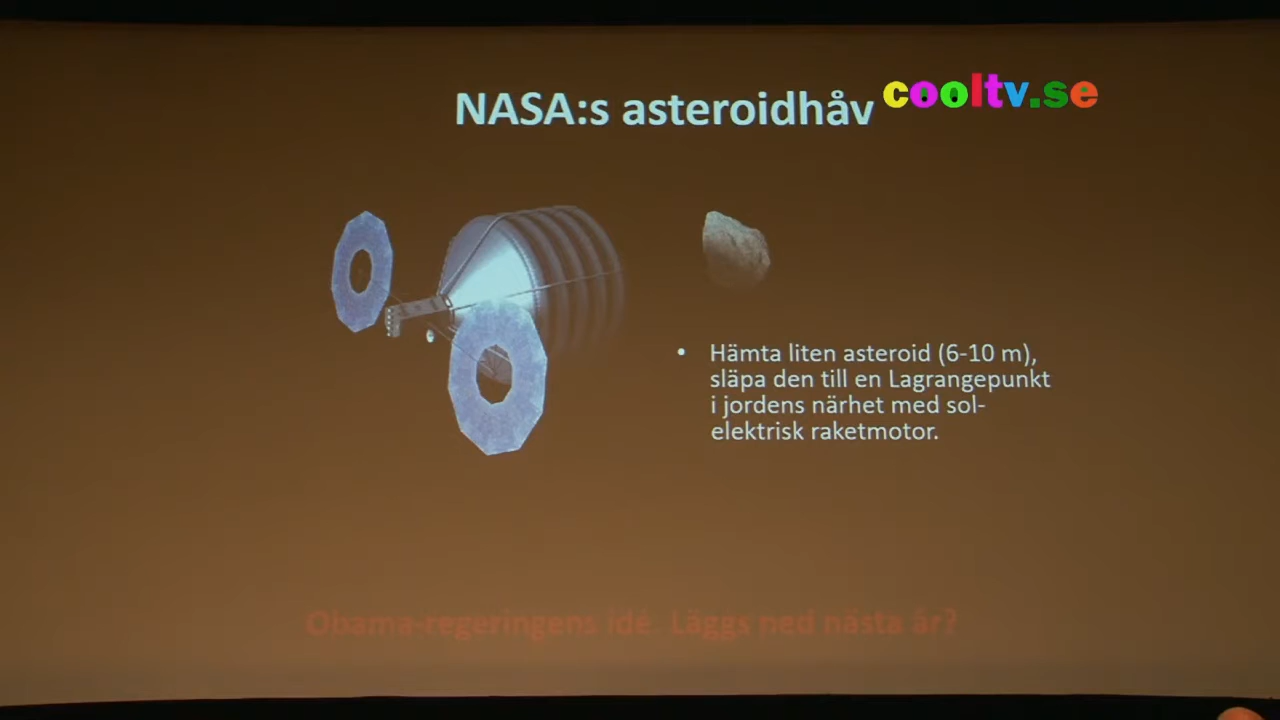 NASA:s asteroidhåv
cooltv.se
• Hämta liten asteroid (6-10 m),
släpa den till en Lagrangepunkt
i jordens närhet med sol-
elektrisk raketmotor.
Obama-regeringens idé. Läggs ned nästa år?